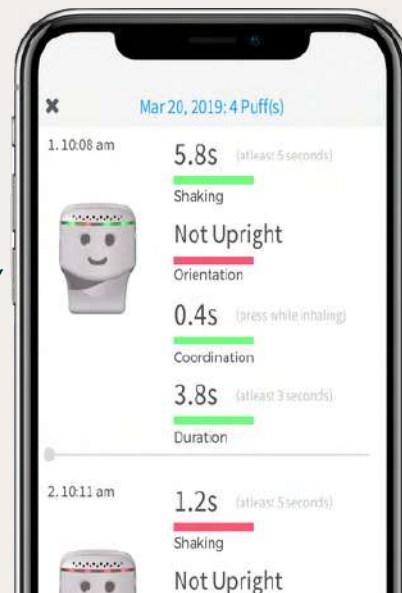 ✖ Mar 20, 2019: 4 Puff(s)
1. 10:08 am
5.8s (atleast 5 seconds)
Shaking
Not Upright
Orientation
0.4s (press while inhaling)
Coordination
3.8s (atleast 3 seconds)
Duration
2. 10:11 am
1.2s (atleast 5 seconds)
Shaking
Not Upright